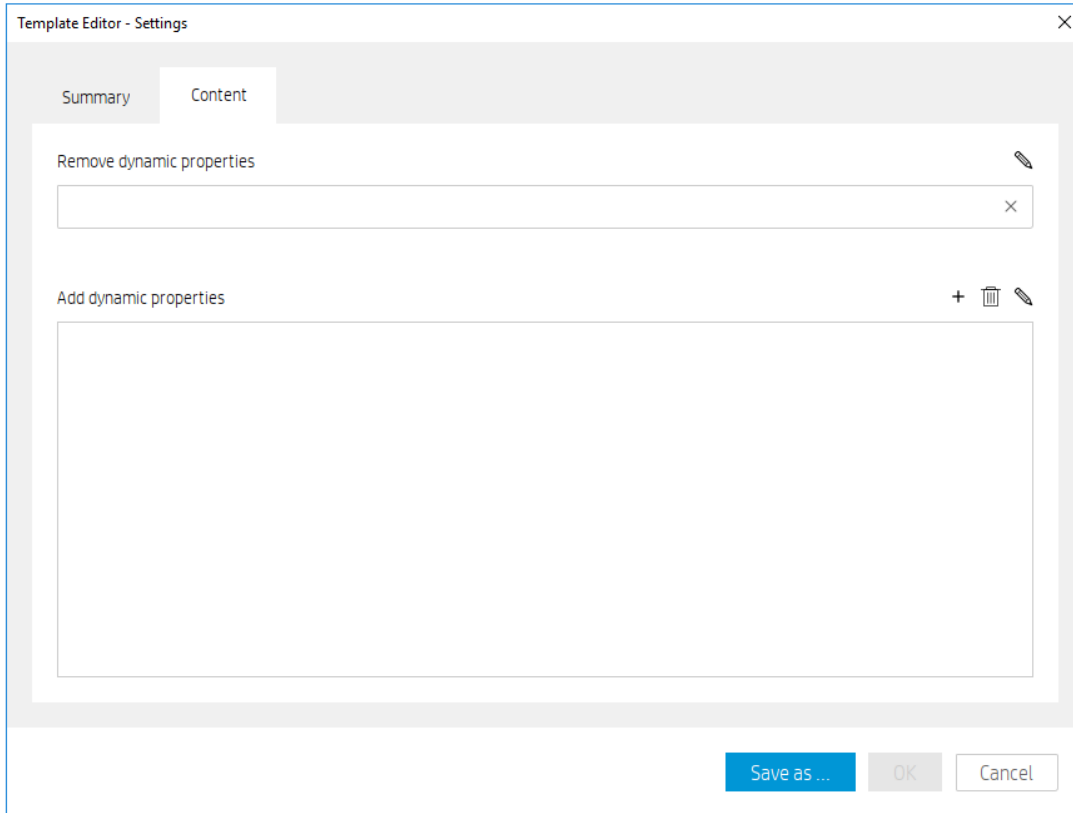 Template Editor - Settings
Summary Content
Remove dynamic properties
Add dynamic properties
Save as ... OK Cancel